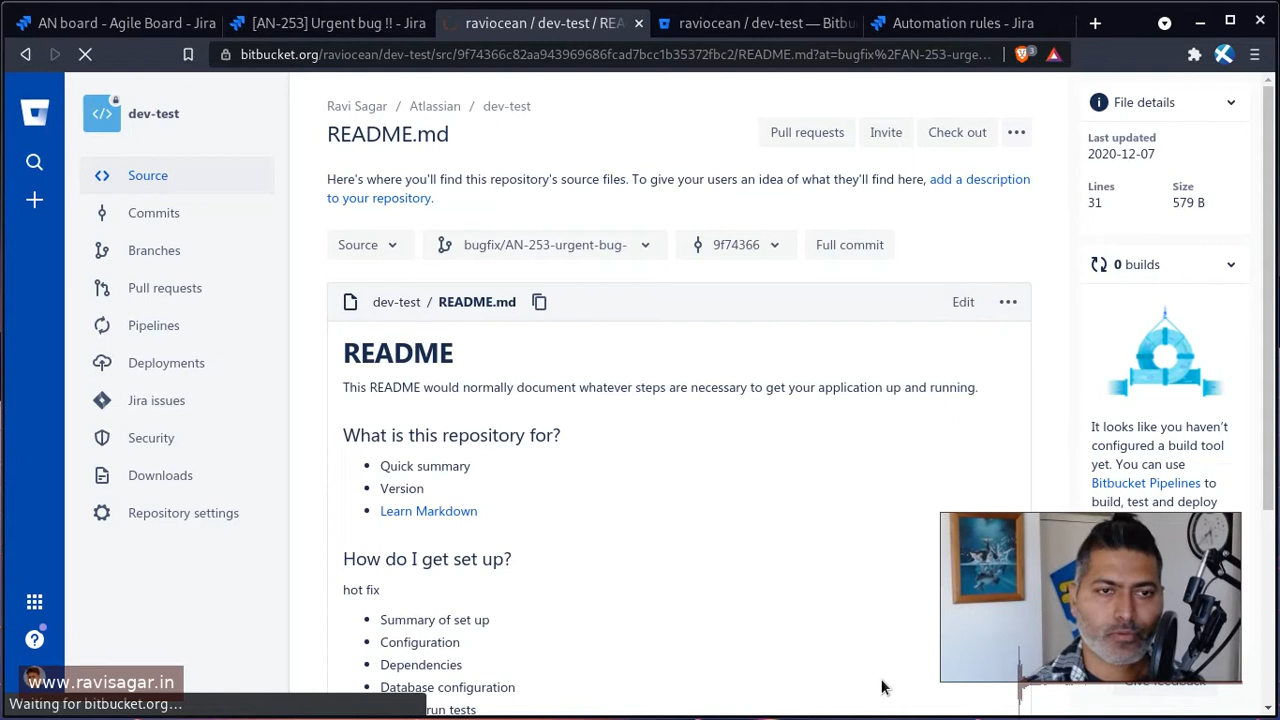 AN board - Agile Board - Jira
[AN-253] Urgent bug !! - Jira
raviocean / dev-test / REA
raviocean / dev-test — Bitbu
Automation rules - Jira
bitbucket.org/raviocean/dev-test/src/9f74366c82aa943969686fcad7bcc1b35372fbc2/README.md?at=bugfix%2FAN-253-urge...
3
dev-test
Source
Commits
Branches
Pull requests
Pipelines
Deployments
Jira issues
Security
Downloads
Repository settings
Ravi Sagar / Atlassian / dev-test
README.md
Pull requests
Invite
Check out
Here's where you'll find this repository's source files. To give your users an idea of what they'll find here, add a description
to your repository.
Source
bugfix/AN-253-urgent-bug-
9f74366
Full commit
dev-test / README.md
Edit
README
This README would normally document whatever steps are necessary to get your application up and running.
What is this repository for?
Quick summary
Version
Learn Markdown
How do I get set up?
hot fix
Summary of set up
Configuration
Dependencies
Database configuration
run tests
File details
Last updated
2020-12-07
Lines
Size
31
579 B
0 builds
It looks like you haven't
configured a build tool
yet. You can use
Bitbucket Pipelines to
build, test and deploy
www.ravisagar.in
Waiting for bitbucket.org...